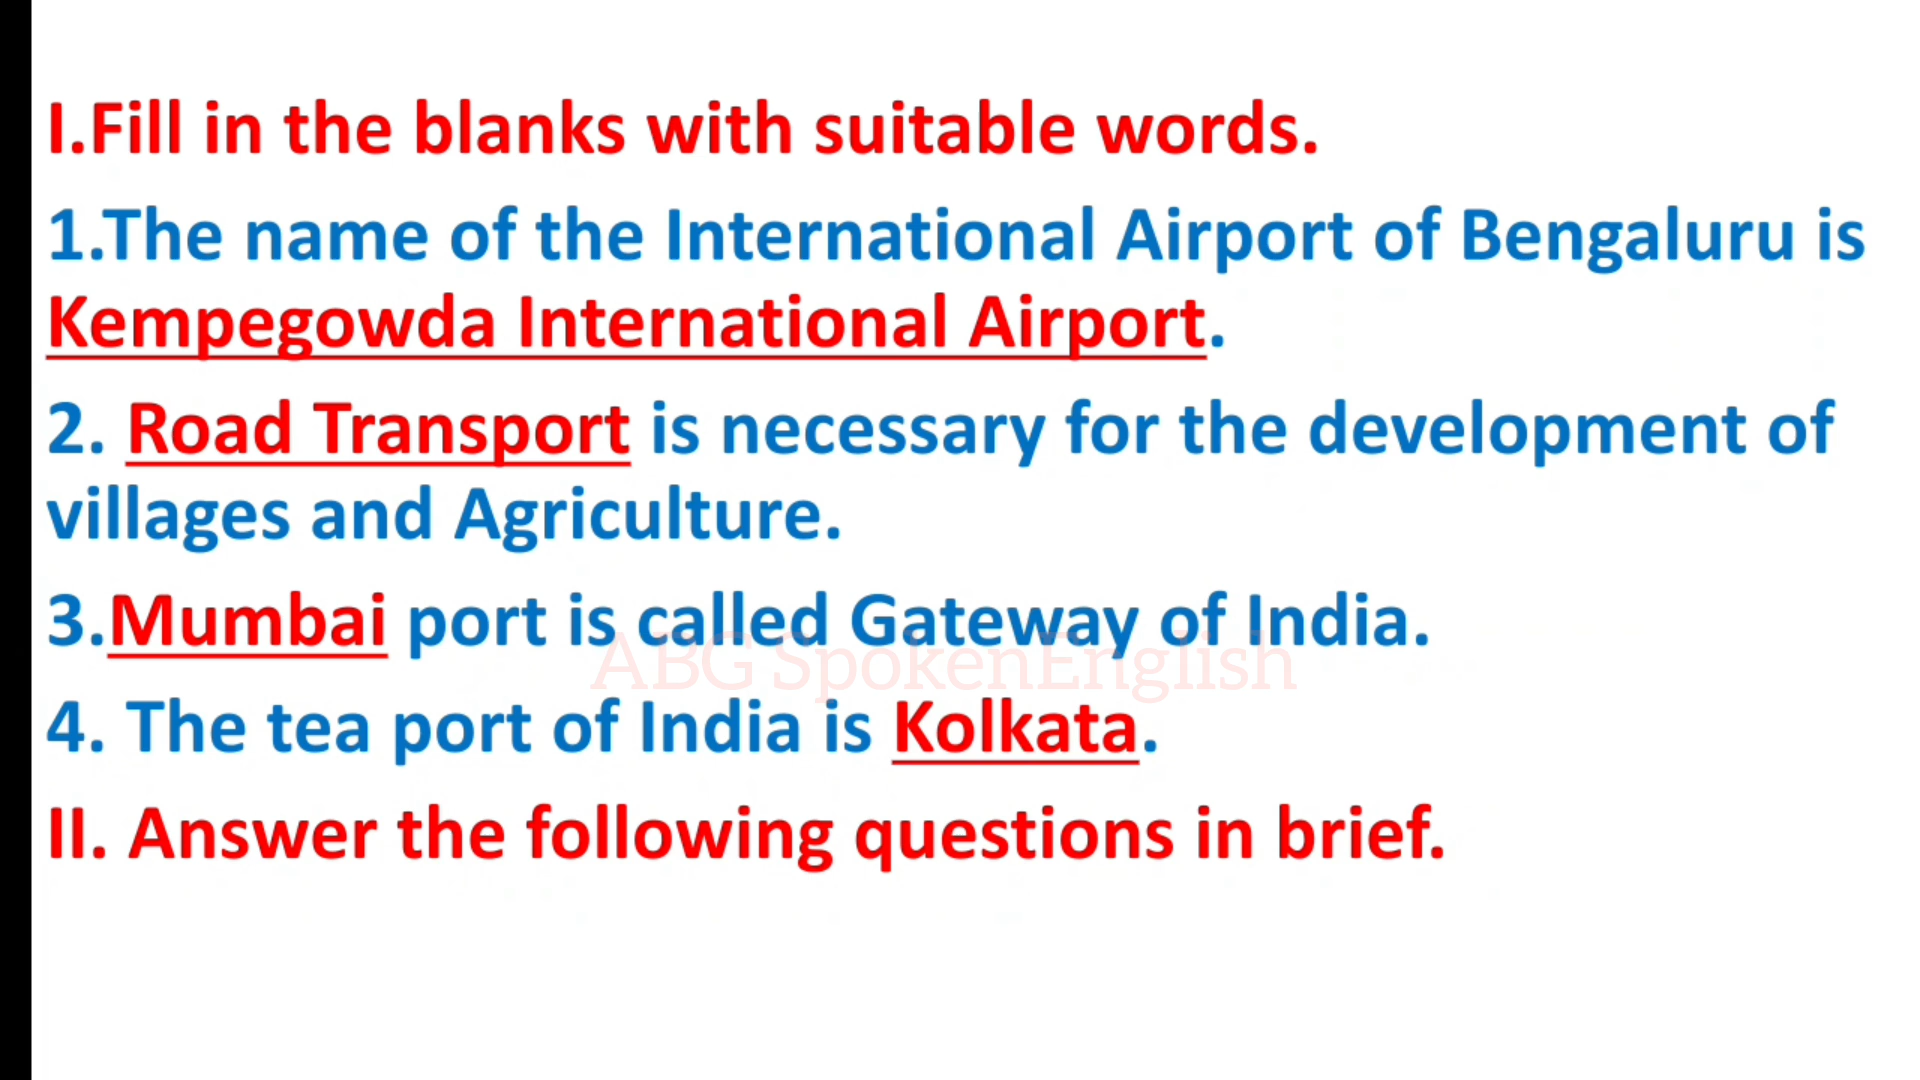 I.Fill in the blanks with suitable words.
1.The name of the International Airport of Bengaluru is
Kempegowda International Airport.
2. Road Transport is necessary for the development of
villages and Agriculture.
3.Mumbai port is called Gateway of India.
ABG SpokenEnglish
4. The tea port of India is Kolkata.
II. Answer the following questions in brief.